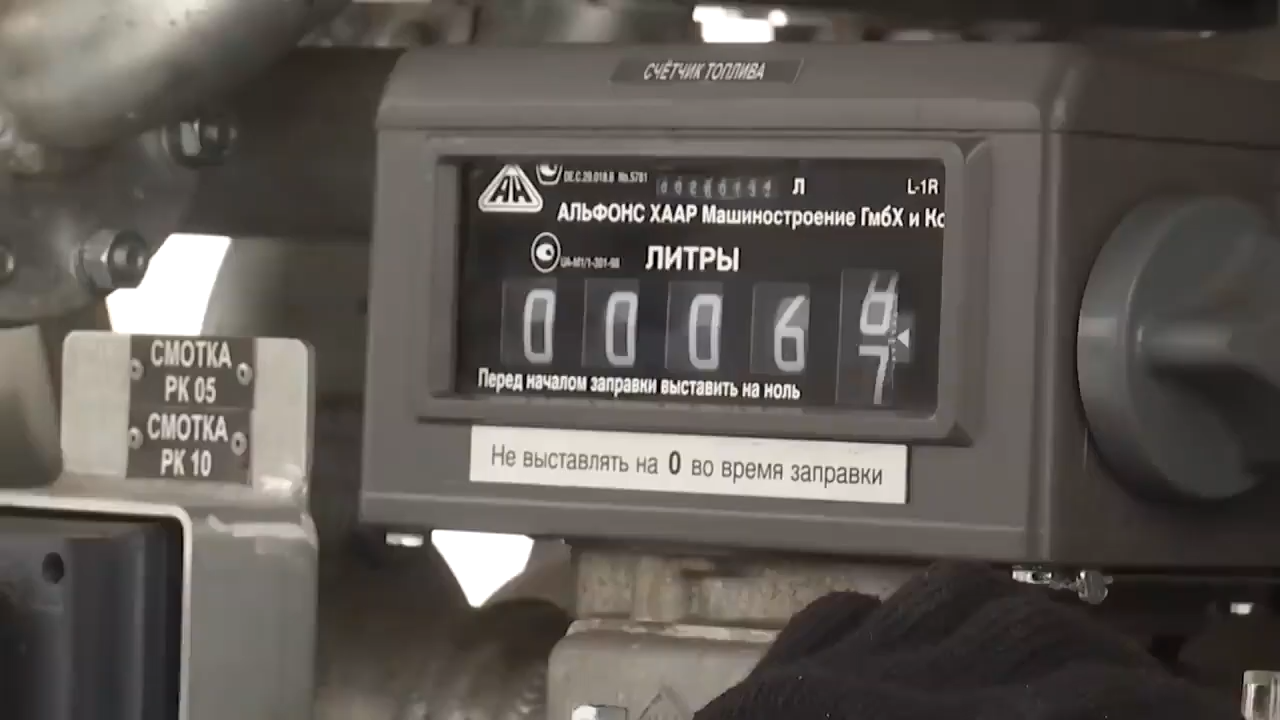 СЧЁТЧИК ТОПЛИВА
Л
L-1R
АЛЬФОНС ХААР Машиностроение ГмбХ и Ко
ЛИТРЫ
0 0 0 6
7
Перед началом заправки выставить на ноль
Не выставлять на 0 во время заправки
СМОТКА
РК 05
СМОТКА
РК 10